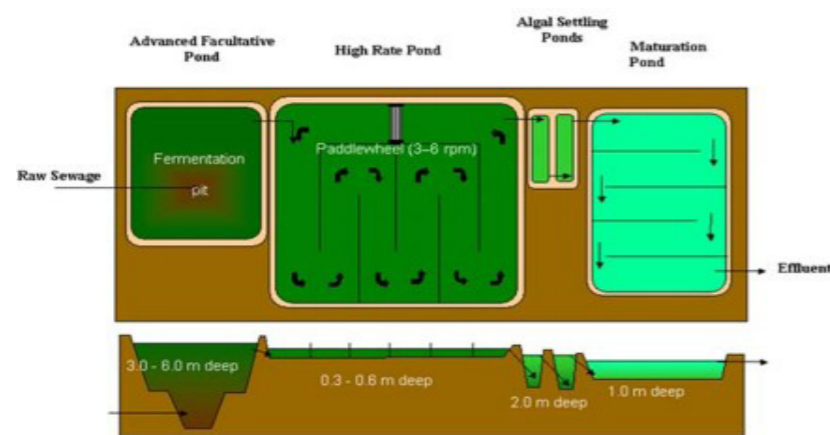 Advanced Facultative
Pond
High Rate Pond
Algal Settling
Ponds
Maturation
Pond
Raw Sewage
Fermentation
pit
Paddlewheel (3–6 rpm)
Effluent
3.0 - 6.0 m deep
0.3 - 0.6 m deep
2.0 m deep
1.0 m deep